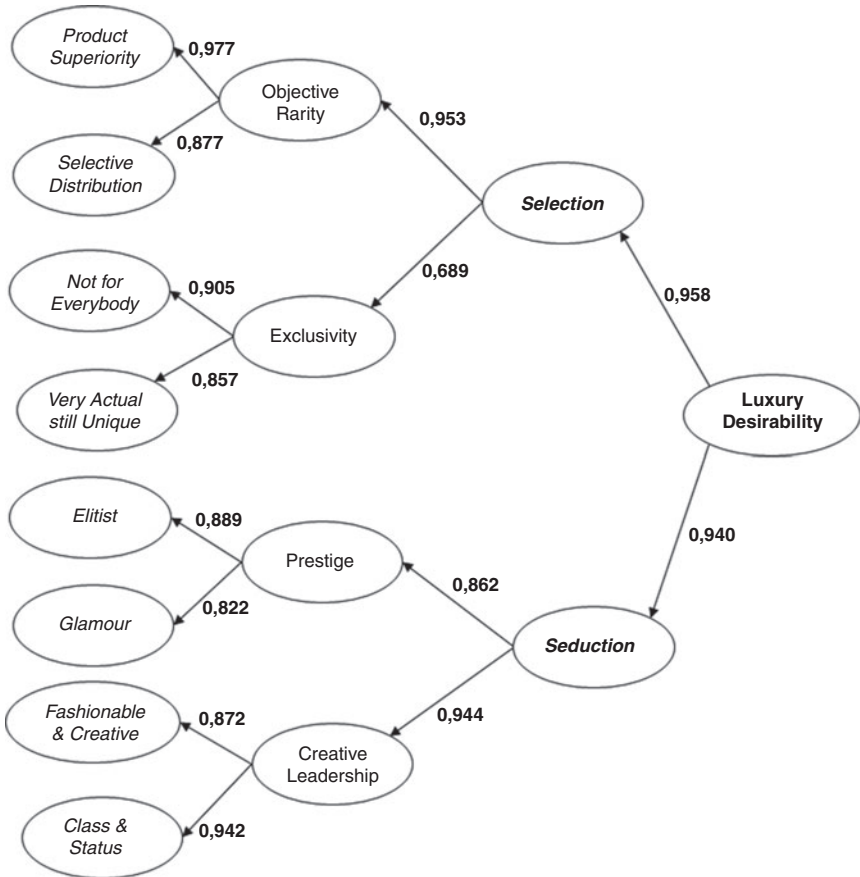 Product
Superiority
0,977
Objective
Rarity
0,953
0,877
Selective
Distribution
Selection
Not for
Everybody
0,905
0,689
Exclusivity
0,958
0,857
Very Actual
still Unique
Luxury
Desirability
Elitist
0,889
0,940
Prestige
0,862
0,822
Glamour
Seduction
Fashionable
& Creative
0,872
0,944
Creative
Leadership
Class &
Status
0,942